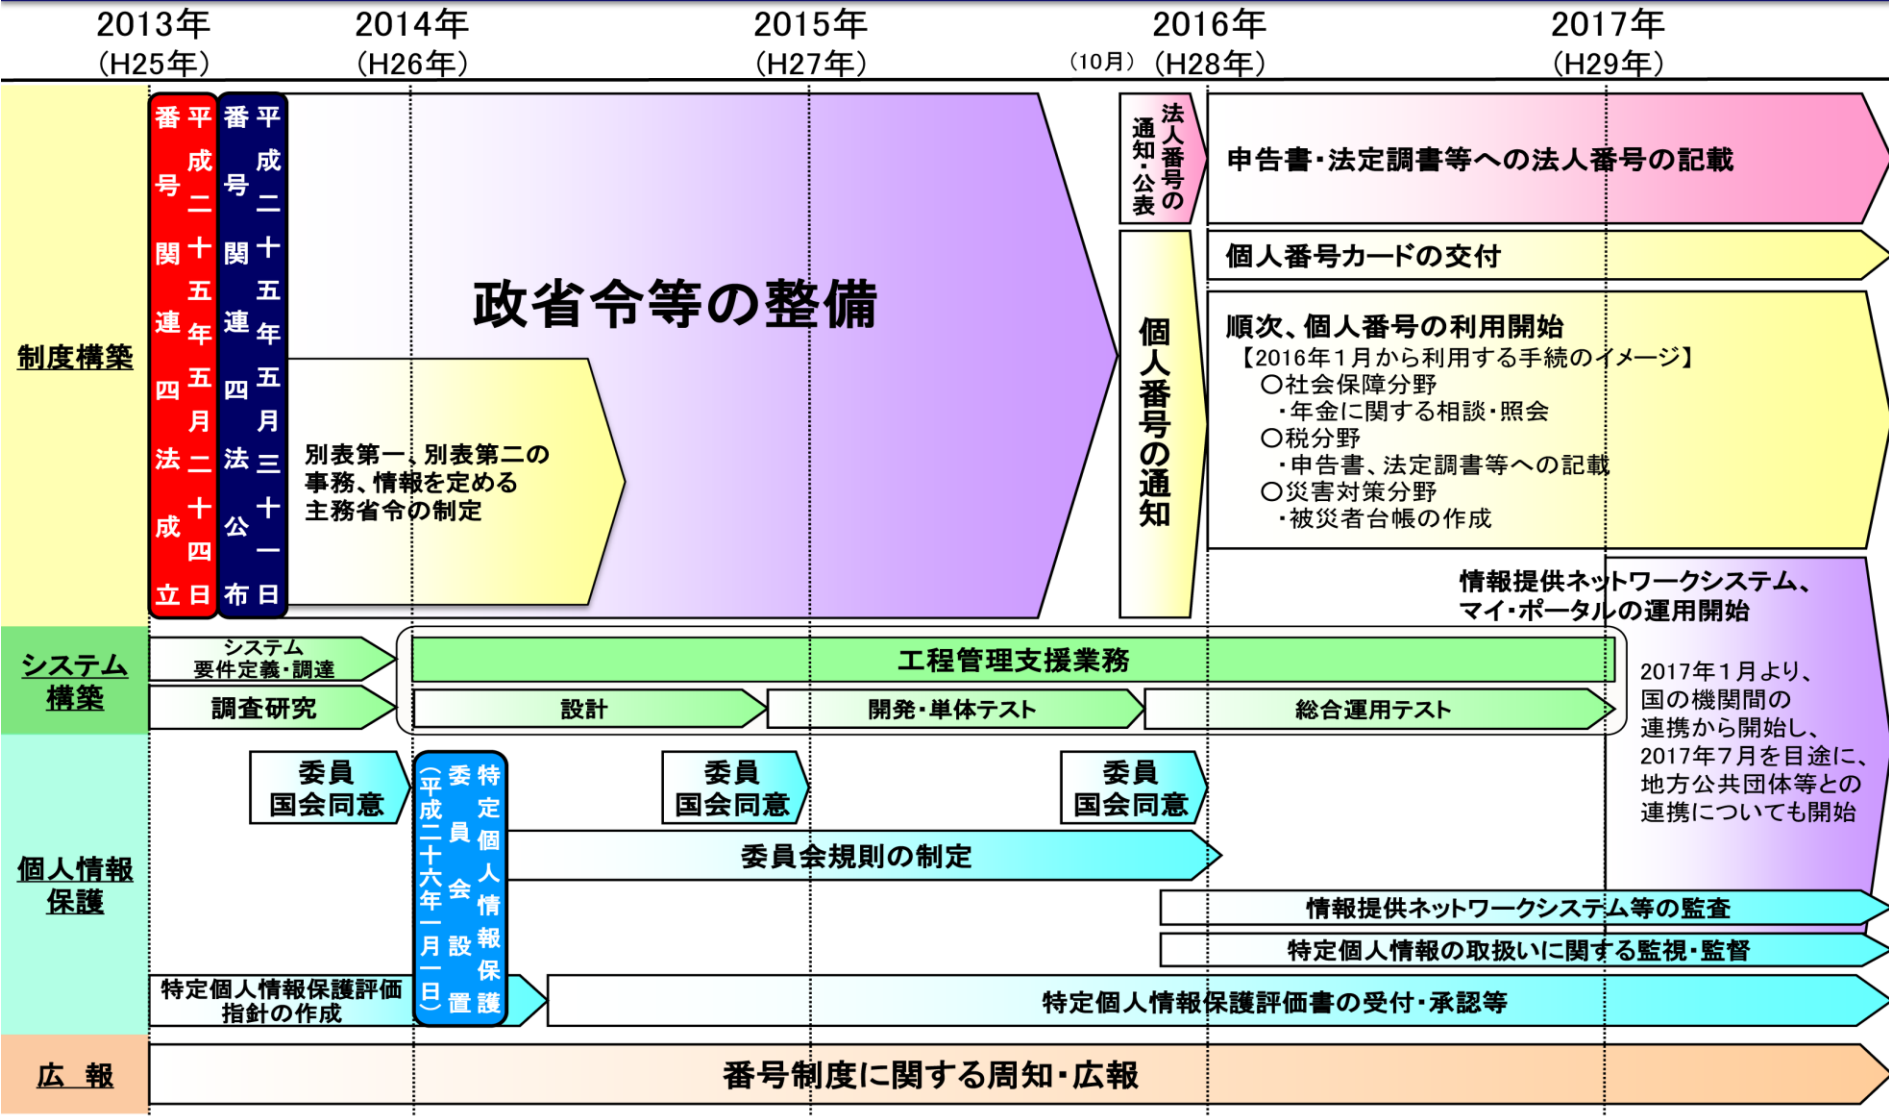 2013年
(H25年)
2014年
(H26年)
2015年
(H27年)
(10月)
2016年
(H28年)
2017年
(H29年)
制度構築
平成二十五年五月二十四日
番号関連四法成立
平成二十五年五月三十一日
番号関連四法公布
政省令等の整備
別表第一、別表第二の
事務、情報を定める
主務省令の制定
法人番号の
通知・公表
申告書・法定調書等への法人番号の記載
個人番号の通知
個人番号カードの交付
順次、個人番号の利用開始
【2016年1月から利用する手続のイメージ】
○社会保障分野
・年金に関する相談・照会
○税分野
・申告書、法定調書等への記載
○災害対策分野
・被災者台帳の作成
情報提供ネットワークシステム、
マイ・ポータルの運用開始
2017年1月より、
国の機関間の
連携から開始し、
2017年7月を目途に、
地方公共団体等との
連携についても開始
システム
構築
システム
要件定義・調達
調査研究
工程管理支援業務
設計
開発・単体テスト
総合運用テスト
個人情報
保護
委員
国会同意
特定個人情報保護
委員会設置
(平成二十六年一月一日)
委員
国会同意
委員
国会同意
委員会規則の制定
情報提供ネットワークシステム等の監査
特定個人情報の取扱いに関する監視・監督
特定個人情報保護評価
指針の作成
特定個人情報保護評価書の受付・承認等
広 報
番号制度に関する周知・広報